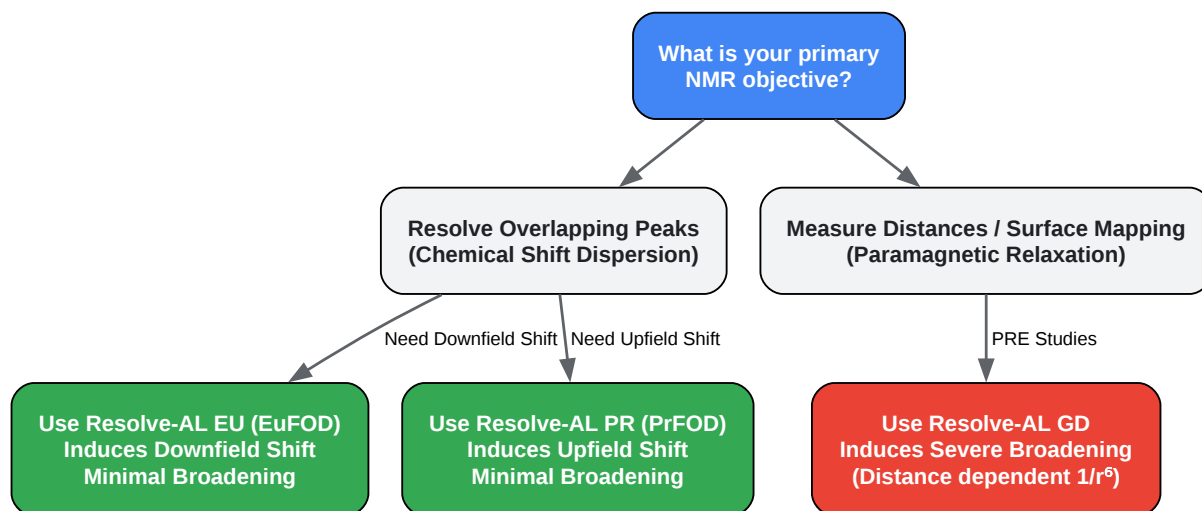 What is your primary
NMR objective?
Resolve Overlapping Peaks
(Chemical Shift Dispersion)
Measure Distances / Surface Mapping
(Paramagnetic Relaxation)
Need Downfield Shift
Need Upfield Shift
PRE Studies
Use Resolve-AL EU (EuFOD)
Induces Downfield Shift
Minimal Broadening
Use Resolve-AL PR (PrFOD)
Induces Upfield Shift
Minimal Broadening
Use Resolve-AL GD
Induces Severe Broadening
(Distance dependent 1/r⁶)